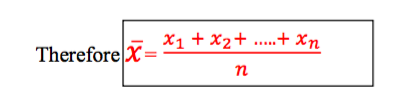 Therefore x̄ = (x₁ + x₂ + ..... + xₙ) / n